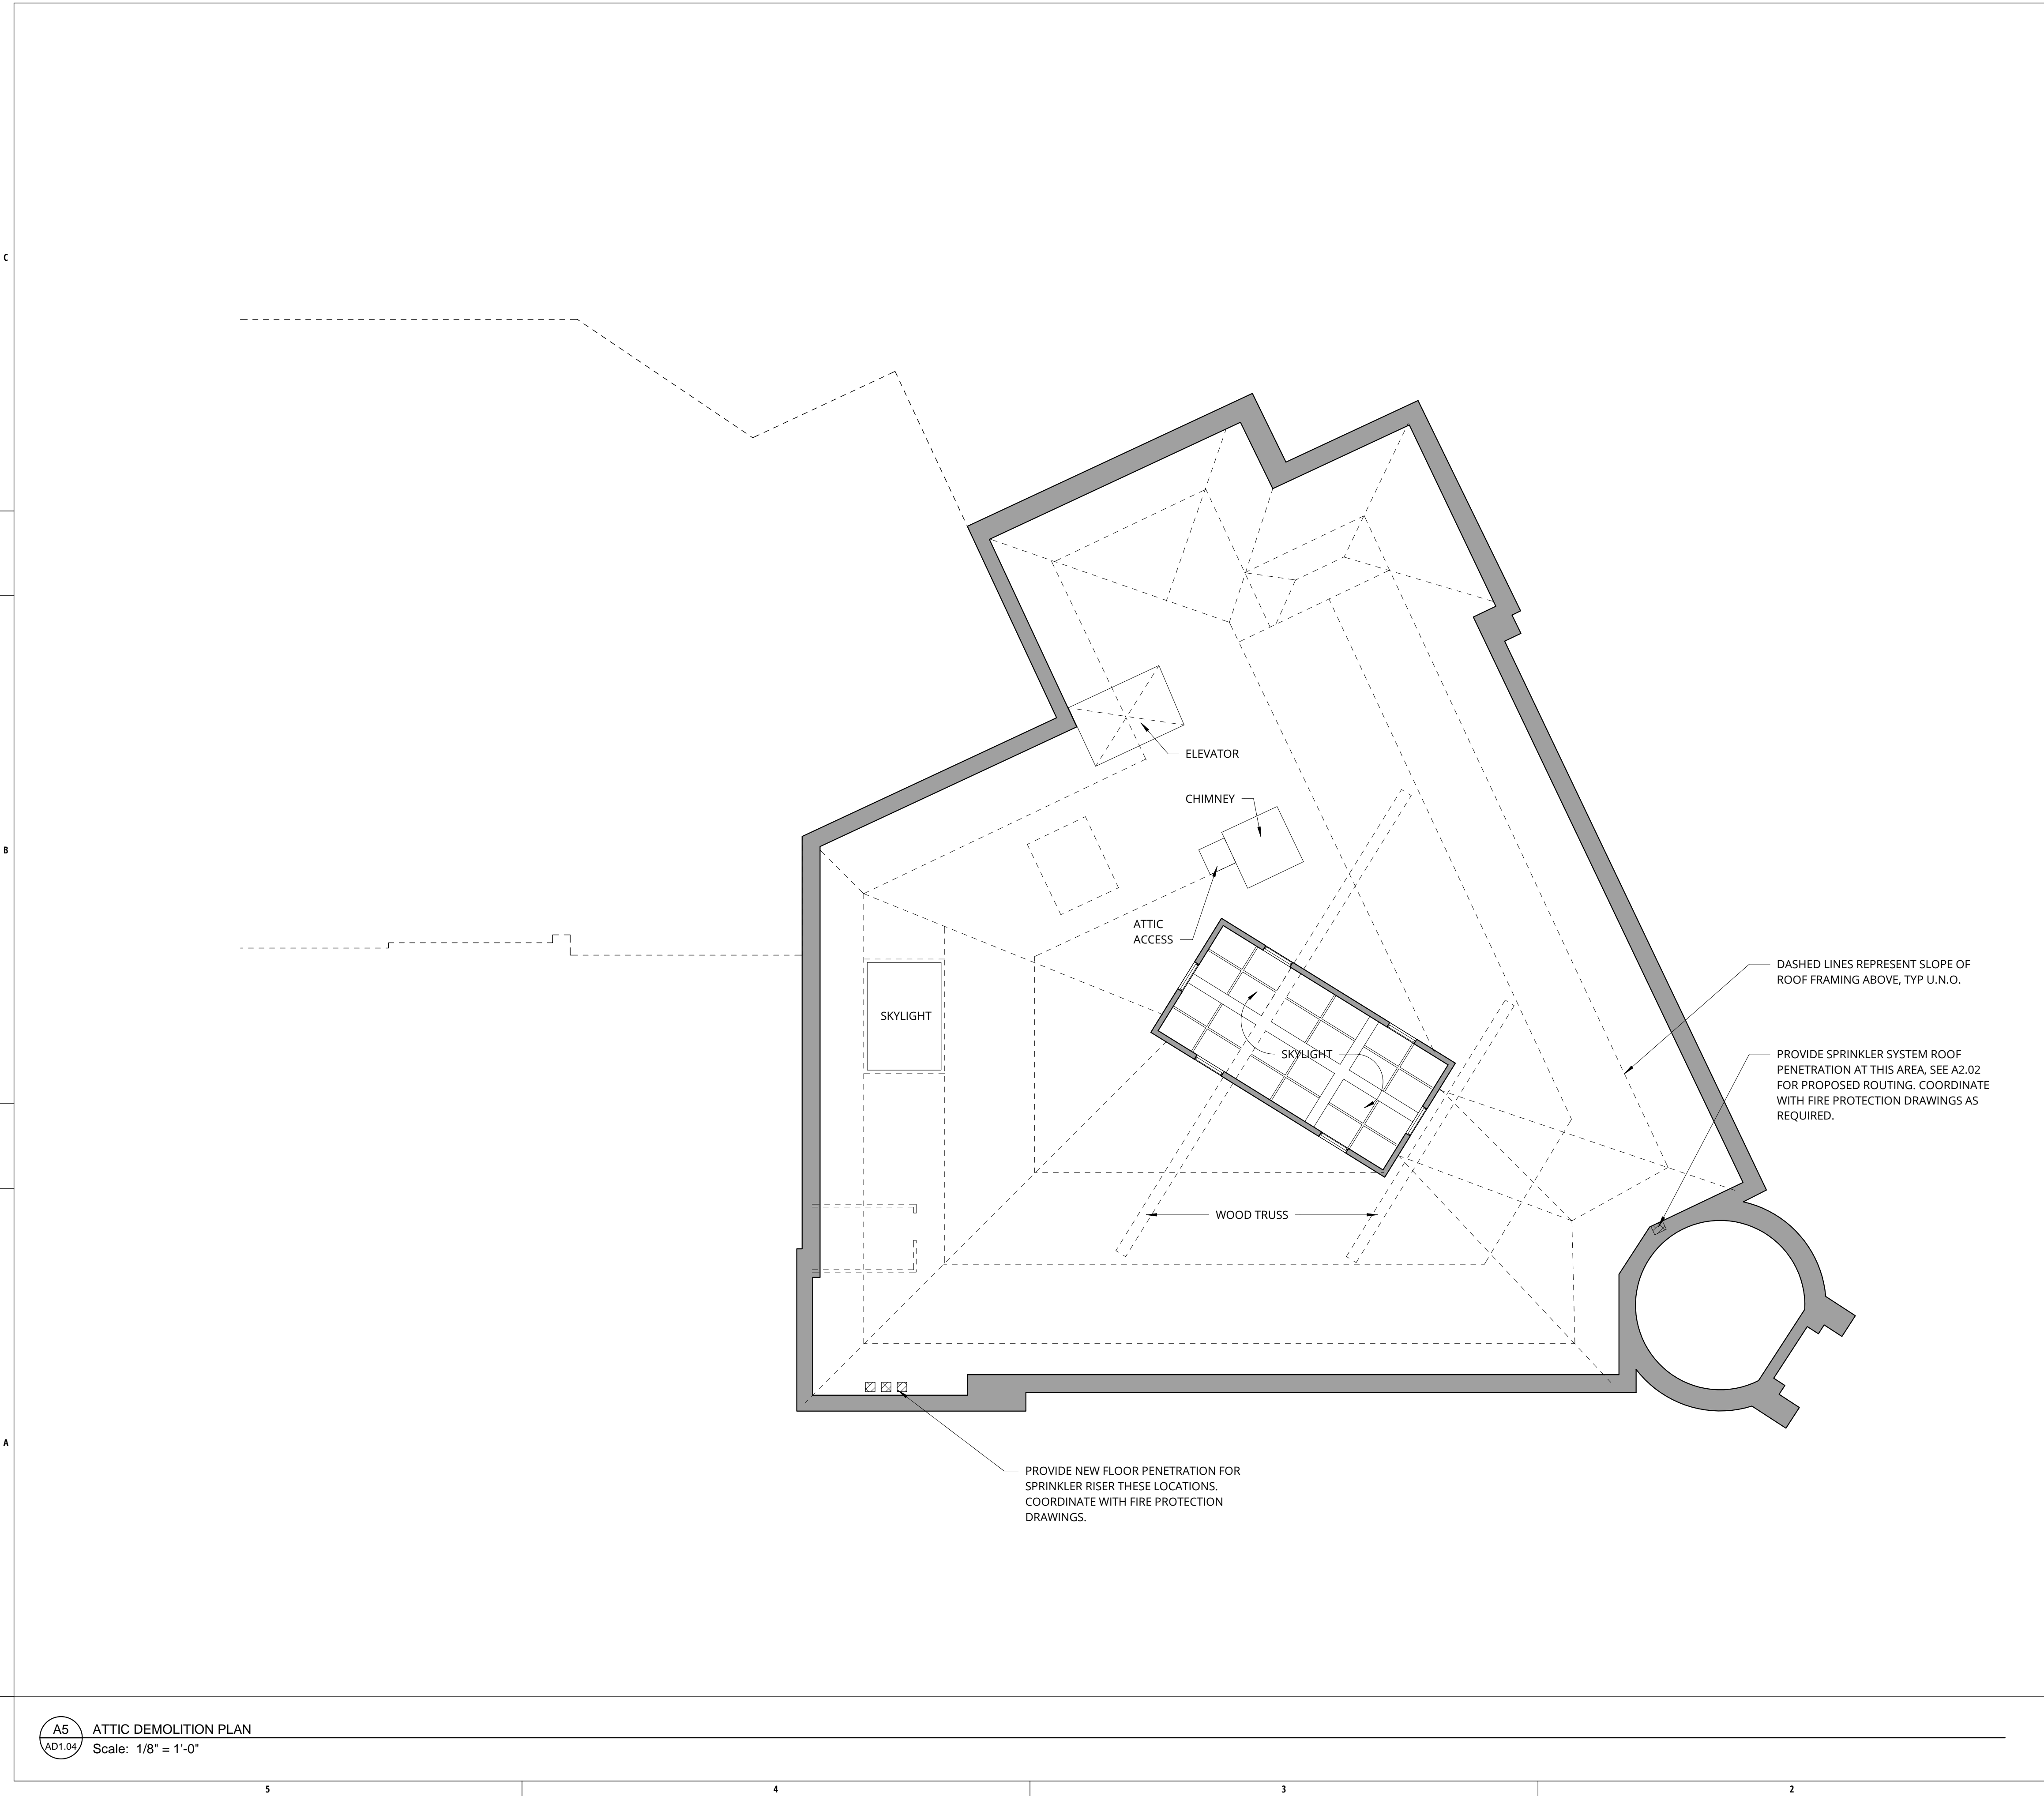 C
ELEVATOR
CHIMNEY
B
ATTIC
ACCESS
DASHED LINES REPRESENT SLOPE OF
ROOF FRAMING ABOVE, TYP U.N.O.
SKYLIGHT
SKYLIGHT
PROVIDE SPRINKLER SYSTEM ROOF
PENETRATION AT THIS AREA, SEE A2.02
FOR PROPOSED ROUTING. COORDINATE
WITH FIRE PROTECTION DRAWINGS AS
REQUIRED.
WOOD TRUSS
A
PROVIDE NEW FLOOR PENETRATION FOR
SPRINKLER RISER THESE LOCATIONS.
COORDINATE WITH FIRE PROTECTION
DRAWINGS.
A5
ATTIC DEMOLITION PLAN
AD1.04
Scale: 1/8" = 1'-0"
5
4
3
2